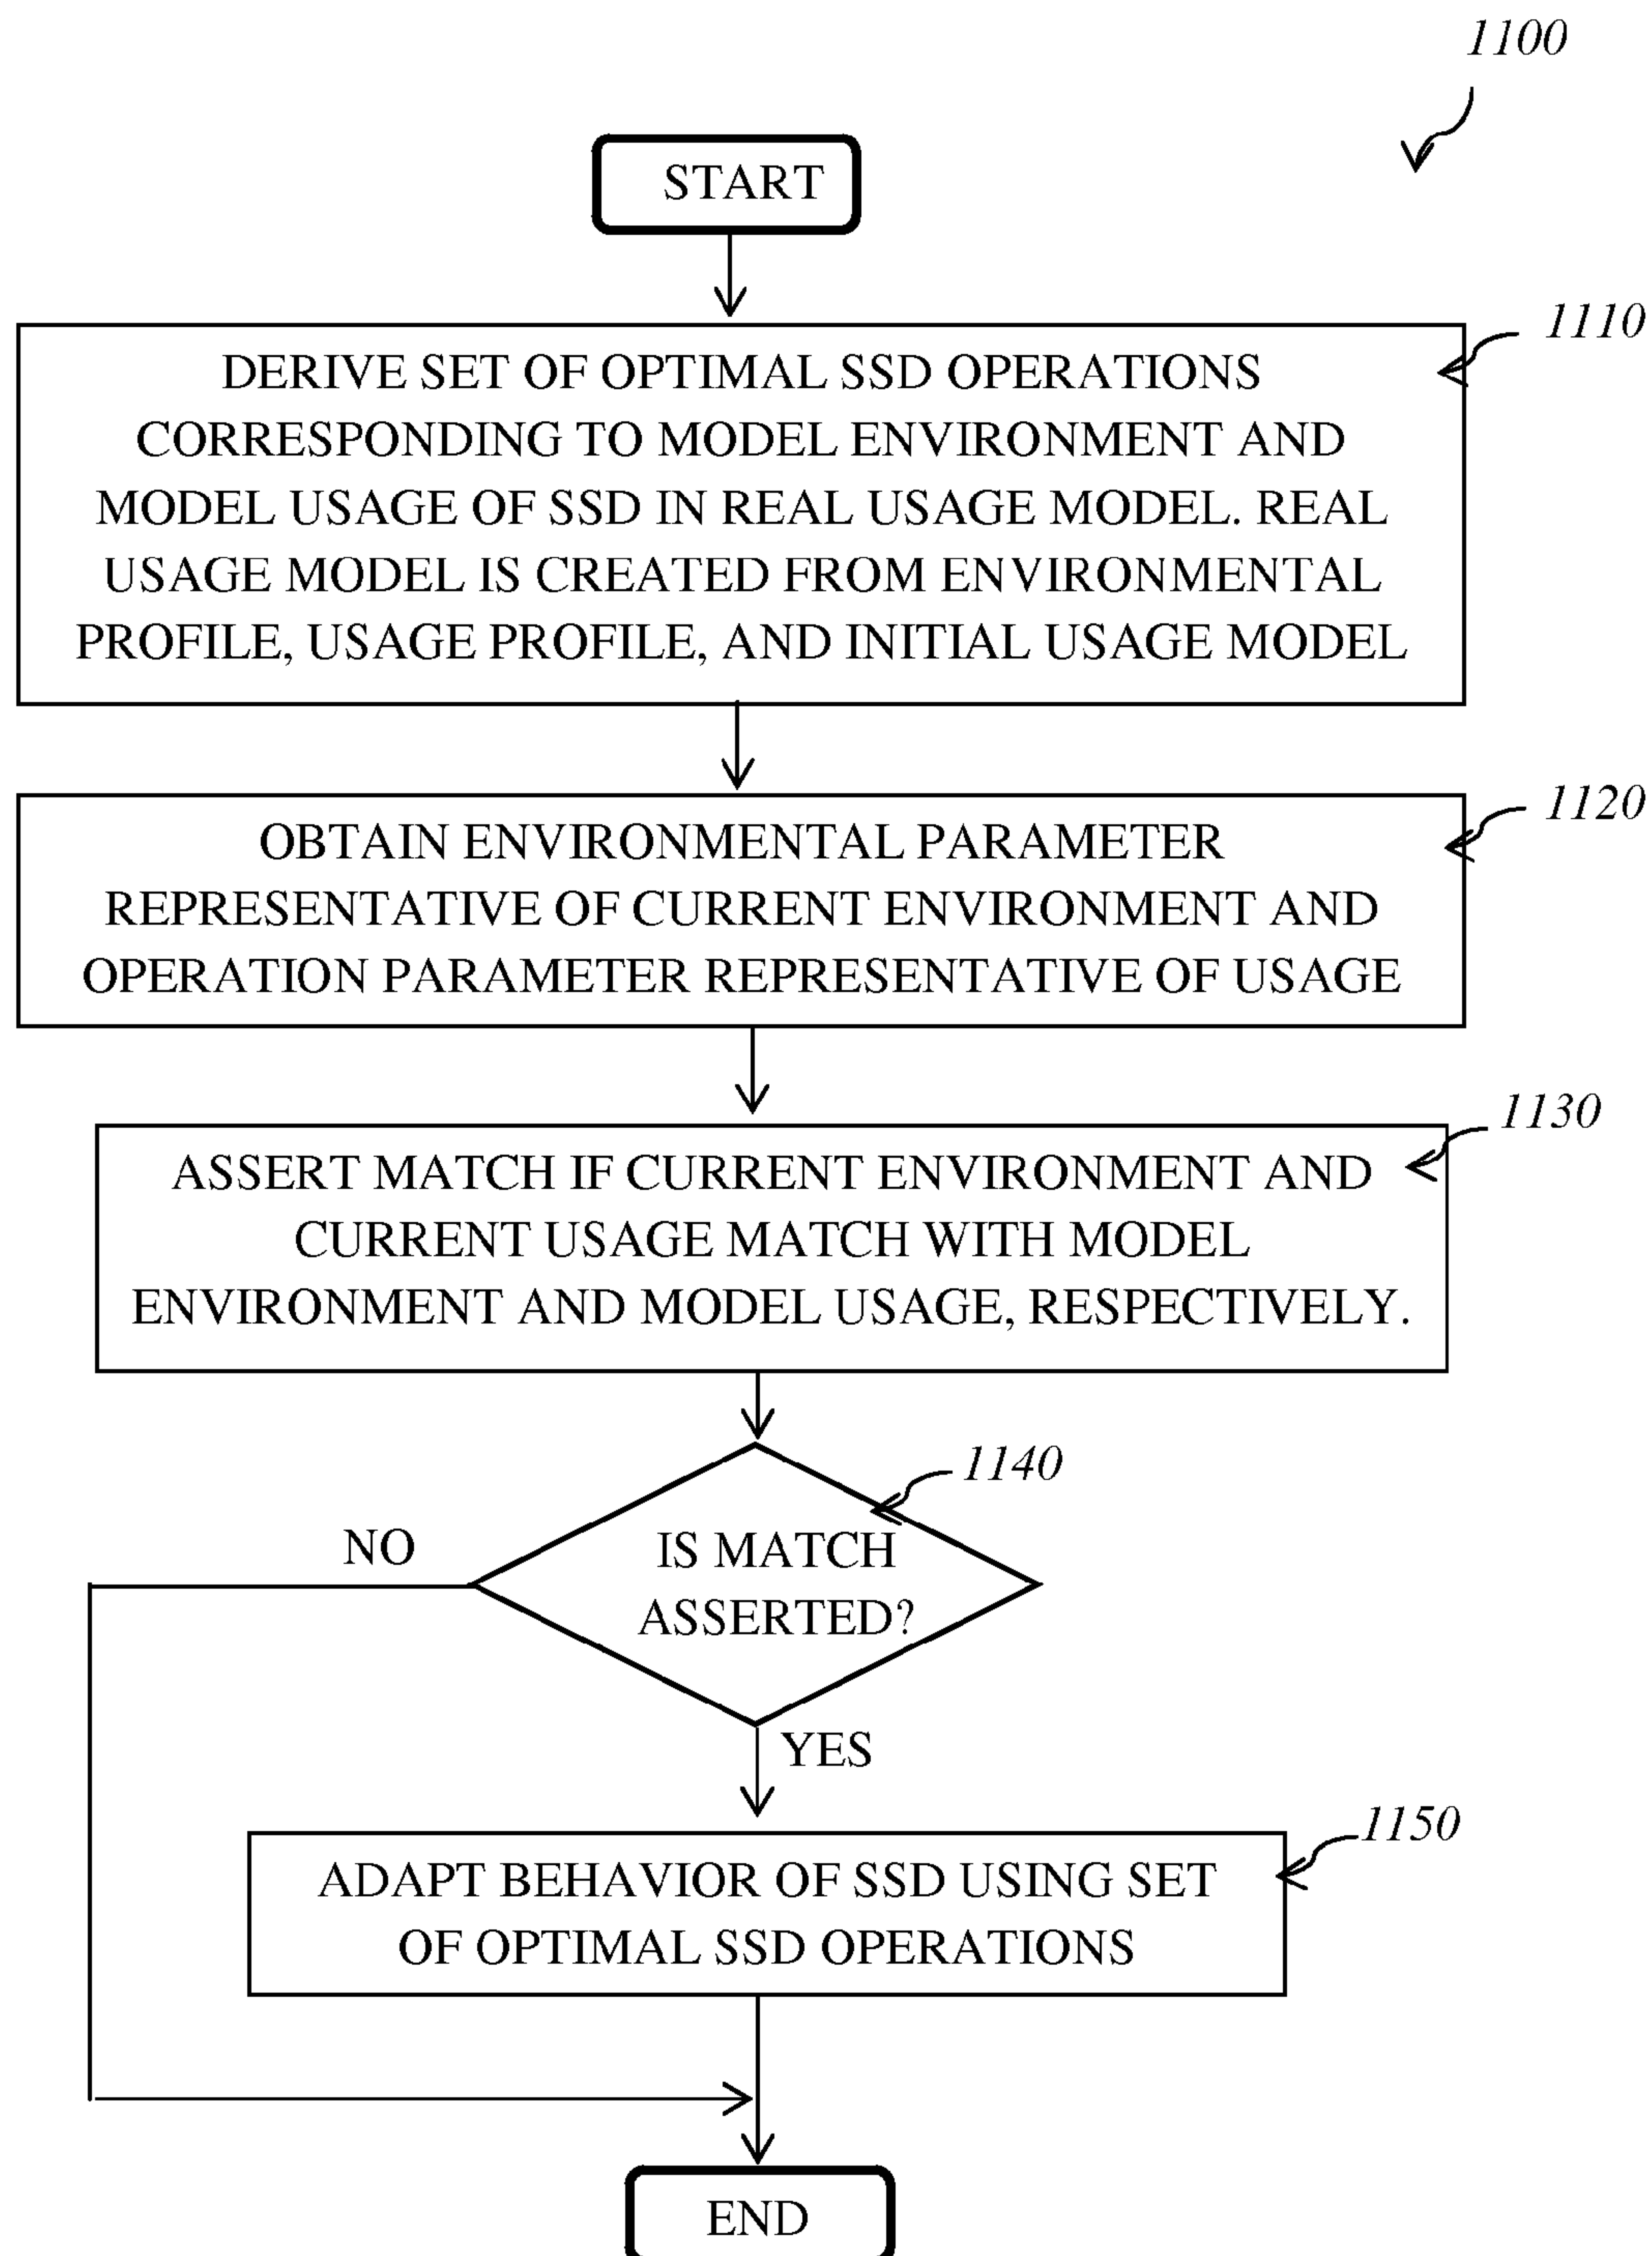 1100
START
1110
DERIVE SET OF OPTIMAL SSD OPERATIONS
CORRESPONDING TO MODEL ENVIRONMENT AND
MODEL USAGE OF SSD IN REAL USAGE MODEL. REAL
USAGE MODEL IS CREATED FROM ENVIRONMENTAL
PROFILE, USAGE PROFILE, AND INITIAL USAGE MODEL
1120
OBTAIN ENVIRONMENTAL PARAMETER
REPRESENTATIVE OF CURRENT ENVIRONMENT AND
OPERATION PARAMETER REPRESENTATIVE OF USAGE
1130
ASSERT MATCH IF CURRENT ENVIRONMENT AND
CURRENT USAGE MATCH WITH MODEL
ENVIRONMENT AND MODEL USAGE, RESPECTIVELY.
1140
NO
IS MATCH
ASSERTED?
YES
1150
ADAPT BEHAVIOR OF SSD USING SET
OF OPTIMAL SSD OPERATIONS
END